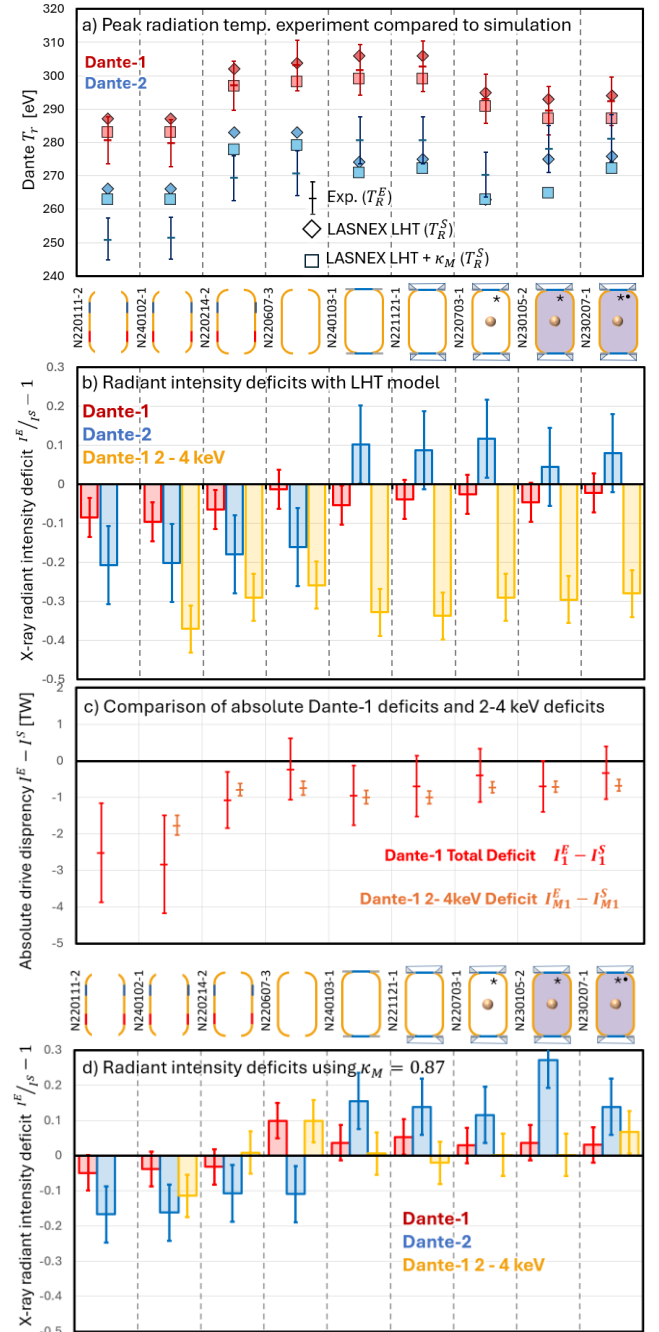 a) Peak radiation temp. experiment compared to simulation
Dante-1
Dante-2
Dante T_r [eV]
320
310
300
290
280
270
260
250
240
Exp. (T_R^E)
LASNEX LHT (T_R^S)
LASNEX LHT + κ_M (T_R^S)
N220111-2
N240102-1
N220214-2
N220607-3
N240103-1
N221121-1
N220703-1
N230105-2
N230207-1
*
*
*•
b) Radiant intensity deficits with LHT model
Dante-1
Dante-2
Dante-1 2 - 4 keV
X-ray radiant intensity deficit I^E/I^S − 1
0.3
0.2
0.1
0
-0.1
-0.2
-0.3
-0.4
-0.5
c) Comparison of absolute Dante-1 deficits and 2-4 keV deficits
Absolute drive disprency I^E − I^S [TW]
2
1
0
-1
-2
-3
-4
-5
Dante-1 Total Deficit I_1^E − I_1^S
Dante-1 2- 4keV Deficit I_{M1}^E − I_{M1}^S
N220111-2
N240102-1
N220214-2
N220607-3
N240103-1
N221121-1
N220703-1
N230105-2
N230207-1
*
*
*•
d) Radiant intensity deficits using κ_M = 0.87
X-ray radiant intensity deficit I^E/I^S − 1
0.3
0.2
0.1
0
-0.1
-0.2
-0.3
-0.4
-0.5
Dante-1
Dante-2
Dante-1 2 - 4 keV